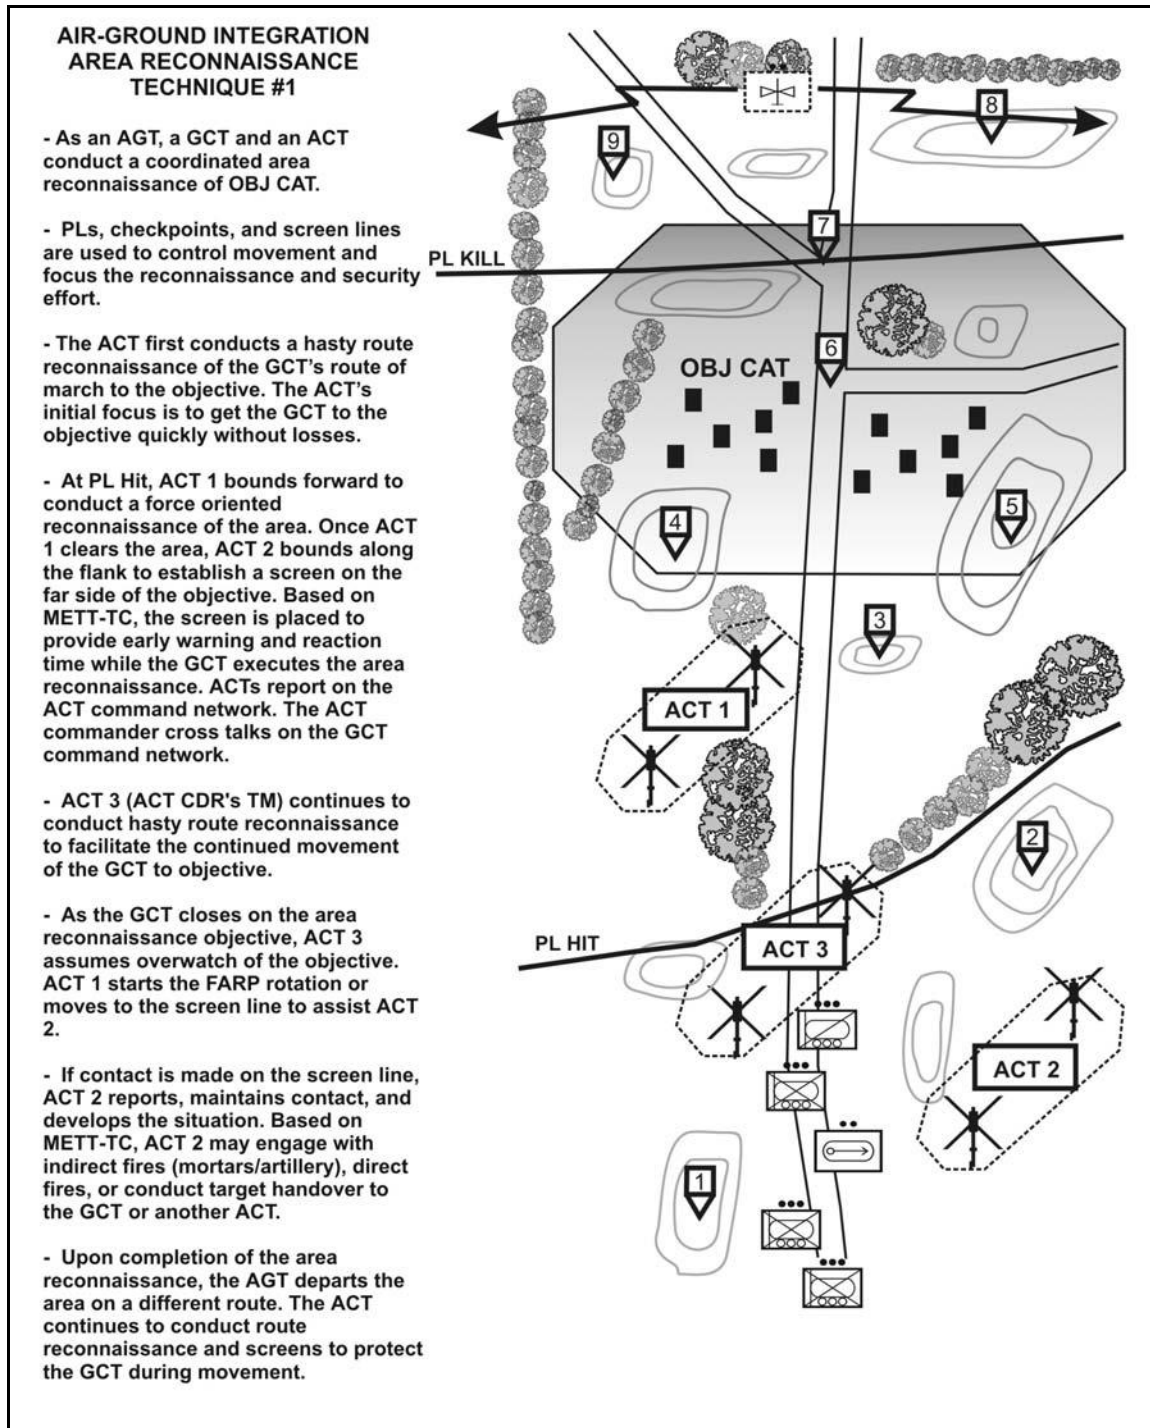 AIR-GROUND INTEGRATION
AREA RECONNAISSANCE
TECHNIQUE #1
- As an AGT, a GCT and an ACT
conduct a coordinated area
reconnaissance of OBJ CAT.
- PLs, checkpoints, and screen lines
are used to control movement and
focus the reconnaissance and security
effort.
- The ACT first conducts a hasty route
reconnaissance of the GCT's route of
march to the objective. The ACT's
initial focus is to get the GCT to the
objective quickly without losses.
- At PL Hit, ACT 1 bounds forward to
conduct a force oriented
reconnaissance of the area. Once ACT
1 clears the area, ACT 2 bounds along
the flank to establish a screen on the
far side of the objective. Based on
METT-TC, the screen is placed to
provide early warning and reaction
time while the GCT executes the area
reconnaissance. ACTs report on the
ACT command network. The ACT
commander cross talks on the GCT
command network.
- ACT 3 (ACT CDR's TM) continues to
conduct hasty route reconnaissance
to facilitate the continued movement
of the GCT to objective.
- As the GCT closes on the area
reconnaissance objective, ACT 3
assumes overwatch of the objective.
ACT 1 starts the FARP rotation or
moves to the screen line to assist ACT
2.
- If contact is made on the screen line,
ACT 2 reports, maintains contact, and
develops the situation. Based on
METT-TC, ACT 2 may engage with
indirect fires (mortars/artillery), direct
fires, or conduct target handover to
the GCT or another ACT.
- Upon completion of the area
reconnaissance, the AGT departs the
area on a different route. The ACT
continues to conduct route
reconnaissance and screens to protect
the GCT during movement.
8
9
7
PL KILL
6
OBJ CAT
5
4
3
ACT 1
2
PL HIT
ACT 3
ACT 2
1